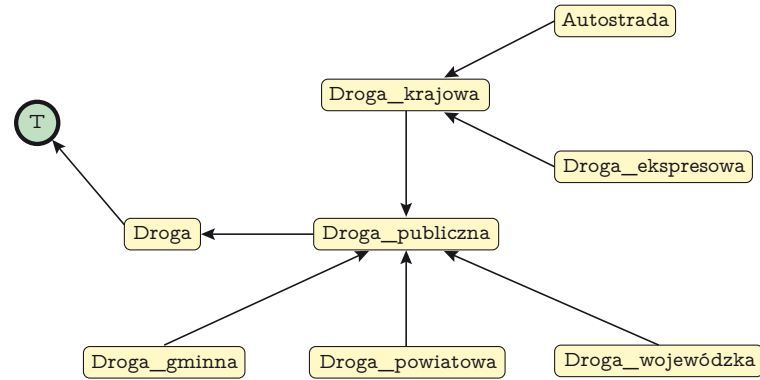 Autostrada
Droga_krajowa
T
Droga_ekspresowa
Droga
Droga_publiczna
Droga_gminna
Droga_powiatowa
Droga_wojewódzka